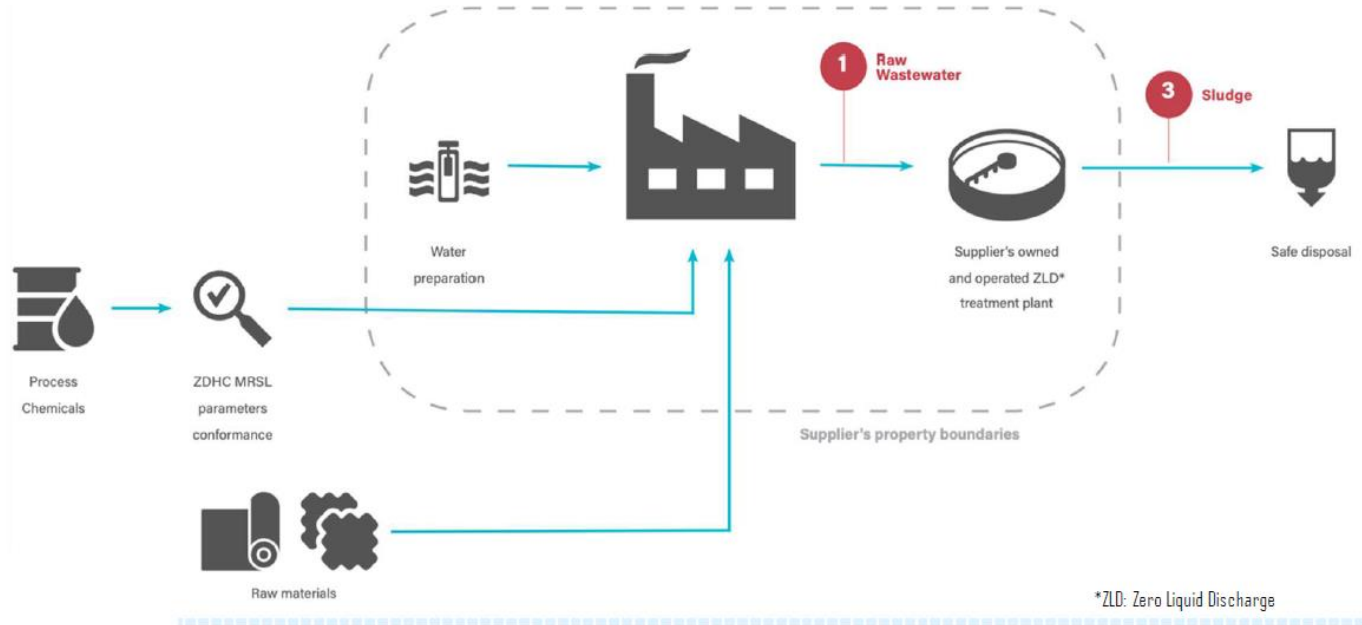 1
Raw
Wastewater
3
Sludge
Water
preparation
Supplier's owned
and operated ZLD*
treatment plant
Safe disposal
Process
Chemicals
ZDHC MRSL
parameters
conformance
Supplier's property boundaries
Raw materials
*ZLD: Zero Liquid Discharge